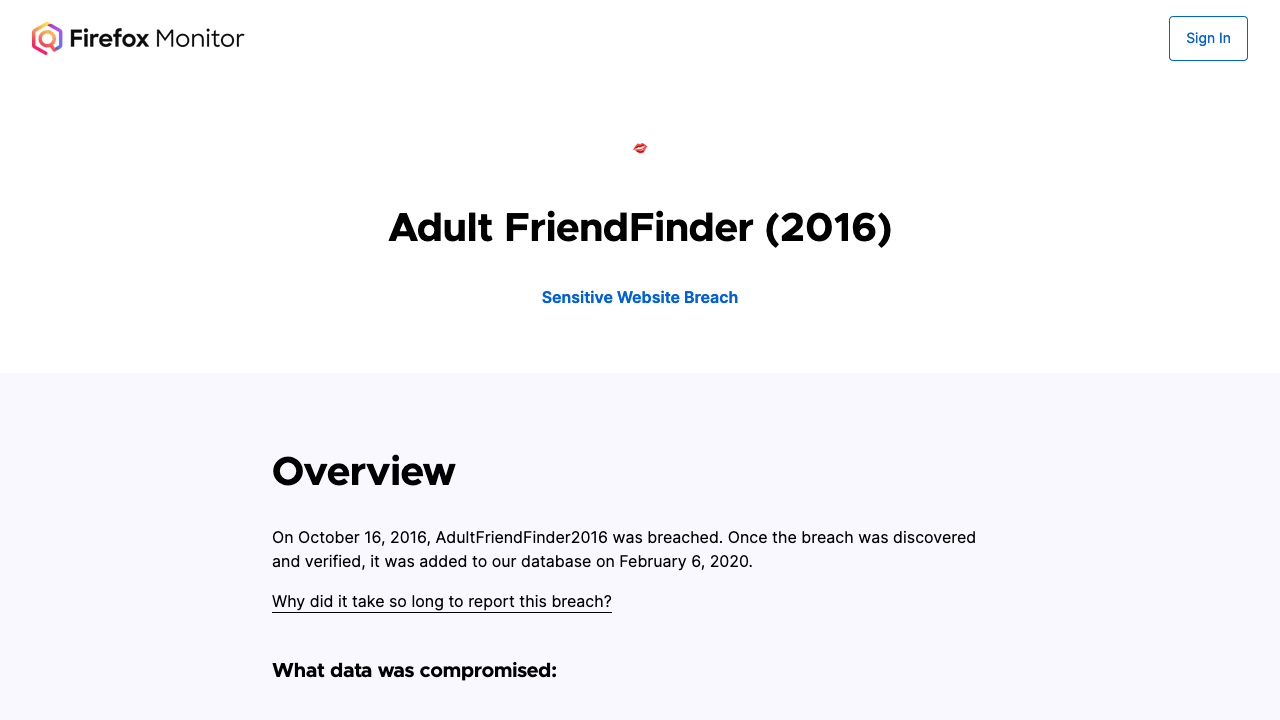 Firefox Monitor
Sign In
Adult FriendFinder (2016)
Sensitive Website Breach
Overview
On October 16, 2016, AdultFriendFinder2016 was breached. Once the breach was discovered
and verified, it was added to our database on February 6, 2020.
Why did it take so long to report this breach?
What data was compromised: